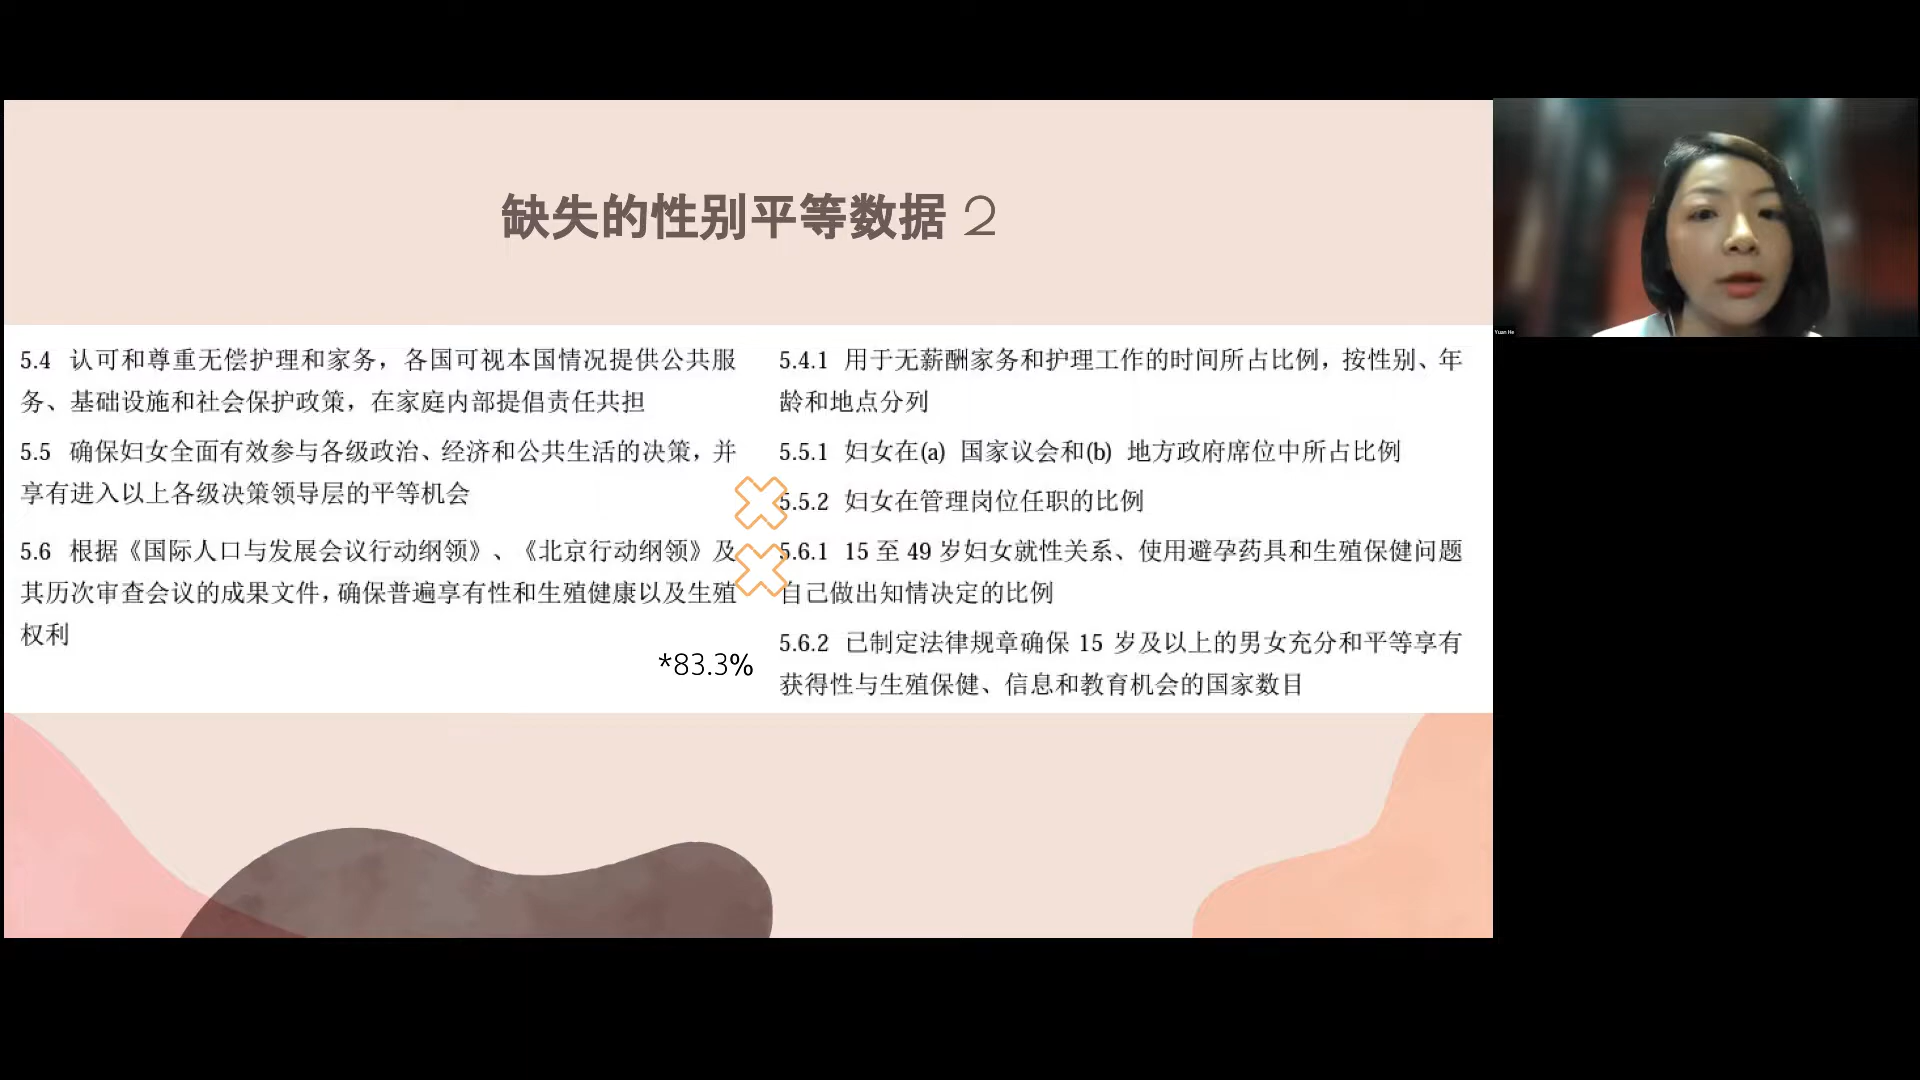 缺失的性别平等数据 2
5.4 认可和尊重无偿护理和家务，各国可视本国情况提供公共服
务、基础设施和社会保护政策，在家庭内部提倡责任共担
5.5 确保妇女全面有效参与各级政治、经济和公共生活的决策，并
享有进入以上各级决策领导层的平等机会
5.6 根据《国际人口与发展会议行动纲领》、《北京行动纲领》及
其历次审查会议的成果文件，确保普遍享有性和生殖健康以及生殖
权利
*83.3%
5.4.1 用于无薪酬家务和护理工作的时间所占比例，按性别、年
龄和地点分列
5.5.1 妇女在(a) 国家议会和(b) 地方政府席位中所占比例
5.5.2 妇女在管理岗位任职的比例
5.6.1 15 至 49 岁妇女就性关系、使用避孕药具和生殖保健问题
自己做出知情决定的比例
5.6.2 已制定法律规章确保 15 岁及以上的男女充分和平等享有
获得性与生殖保健、信息和教育机会的国家数目
Yuan He